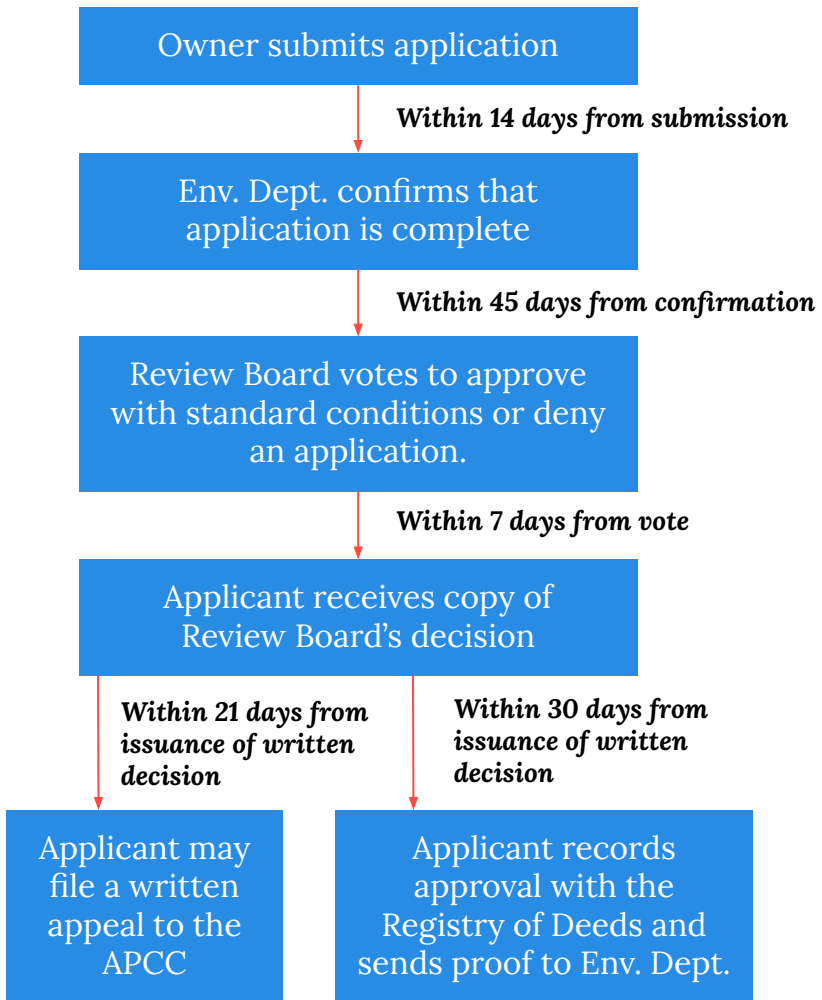 Owner submits application
Within 14 days from submission
Env. Dept. confirms that
application is complete
Within 45 days from confirmation
Review Board votes to approve
with standard conditions or deny
an application.
Within 7 days from vote
Applicant receives copy of
Review Board’s decision
Within 21 days from
issuance of written
decision
Within 30 days from
issuance of written
decision
Applicant may
file a written
appeal to the
APCC
Applicant records
approval with the
Registry of Deeds and
sends proof to Env. Dept.